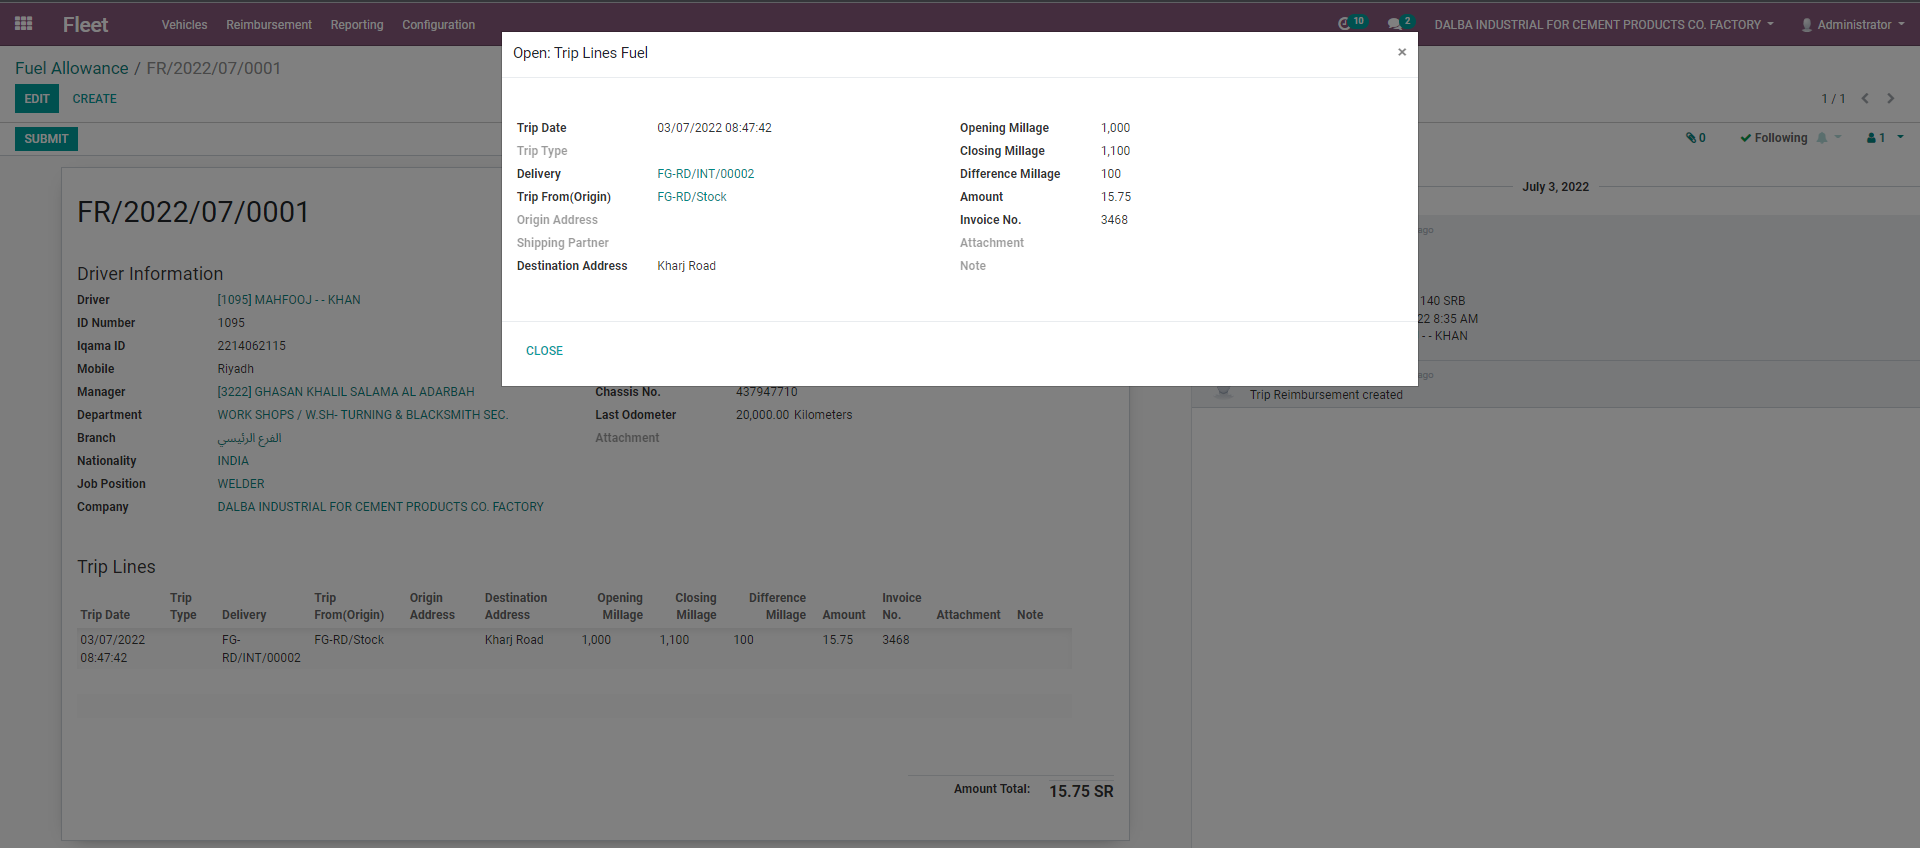 Fleet Vehicles Reimbursement Reporting Configuration 10 2 DALBA INDUSTRIAL FOR CEMENT PRODUCTS CO. FACTORY Administrator
Fuel Allowance / FR/2022/07/0001
EDIT CREATE
1 / 1
SUBMIT
0 Following 1
Open: Trip Lines Fuel ×
Trip Date 03/07/2022 08:47:42
Trip Type
Delivery FG-RD/INT/00002
Trip From(Origin) FG-RD/Stock
Origin Address
Shipping Partner
Destination Address Kharj Road
Opening Millage 1,000
Closing Millage 1,100
Difference Millage 100
Amount 15.75
Invoice No. 3468
Attachment
Note
CLOSE
FR/2022/07/0001
Driver Information
Driver [1095] MAHFOOJ - - KHAN
ID Number 1095
Iqama ID 2214062115
Mobile Riyadh
Manager [3222] GHASAN KHALIL SALAMA AL ADARBAH
Department WORK SHOPS / W.SH- TURNING & BLACKSMITH SEC.
Branch الفرع الرئيسي
Nationality INDIA
Job Position WELDER
Company DALBA INDUSTRIAL FOR CEMENT PRODUCTS CO. FACTORY
Chassis No. 437947710
Last Odometer 20,000.00 Kilometers
Attachment
Trip Lines
Trip Date Trip Type Delivery Trip From(Origin) Origin Address Destination Address Opening Millage Closing Millage Difference Millage Amount Invoice No. Attachment Note
03/07/2022 08:47:42 FG-RD/INT/00002 FG-RD/Stock Kharj Road 1,000 1,100 100 15.75 3468
Amount Total: 15.75 SR
July 3, 2022
ago
140 SRB
22 8:35 AM
- - KHAN
ago
Trip Reimbursement created